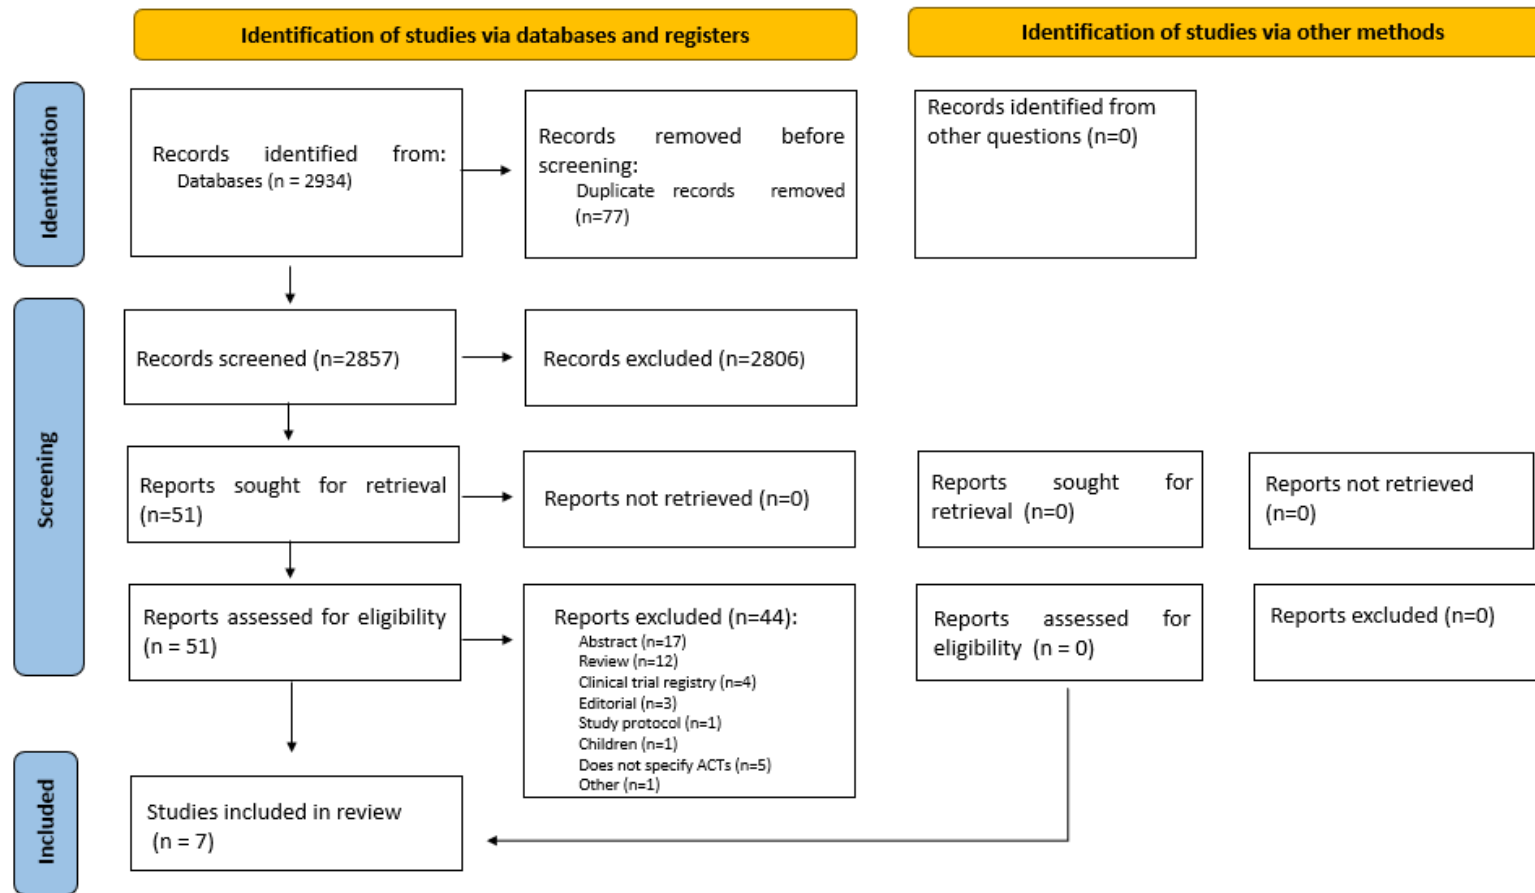 Identification of studies via databases and registers
Identification of studies via other methods
Identification
Records identified from:
Databases (n = 2934)
Records removed before
screening:
Duplicate records removed
(n=77)
Records identified from
other questions (n=0)
Screening
Records screened (n=2857)
Records excluded (n=2806)
Reports sought for retrieval
(n=51)
Reports not retrieved (n=0)
Reports sought for
retrieval (n=0)
Reports not retrieved
(n=0)
Reports assessed for eligibility
(n = 51)
Reports excluded (n=44):
Abstract (n=17)
Review (n=12)
Clinical trial registry (n=4)
Editorial (n=3)
Study protocol (n=1)
Children (n=1)
Does not specify ACTs (n=5)
Other (n=1)
Reports assessed for
eligibility (n = 0)
Reports excluded (n=0)
Included
Studies included in review
(n = 7)